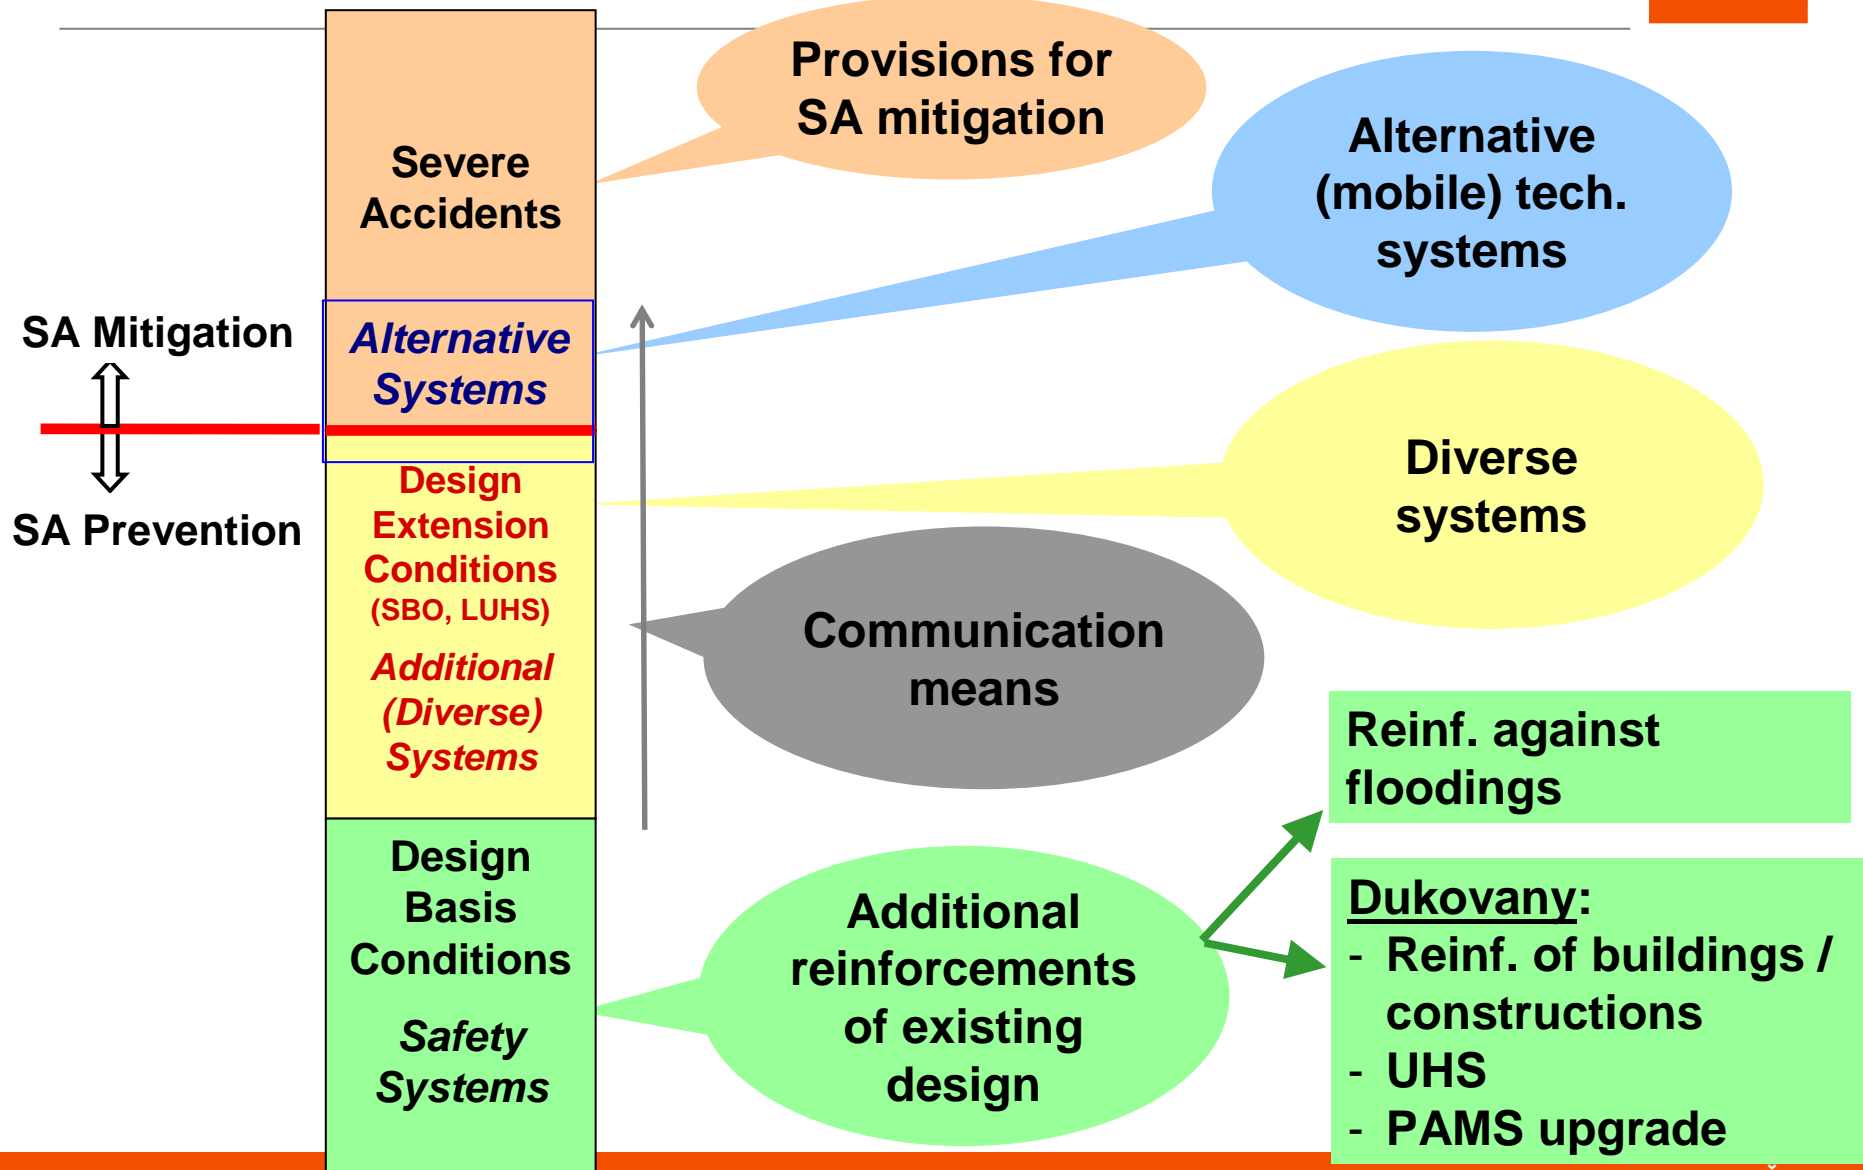 Provisions for
SA mitigation
Alternative
(mobile) tech.
systems
Severe
Accidents
SA Mitigation
Alternative
Systems
SA Prevention
Design
Extension
Conditions
(SBO, LUHS)
Additional
(Diverse)
Systems
Diverse
systems
Communication
means
Design
Basis
Conditions
Safety
Systems
Additional
reinforcements
of existing
design
Reinf. against
floodings
Dukovany:
- Reinf. of buildings /
constructions
- UHS
- PAMS upgrade